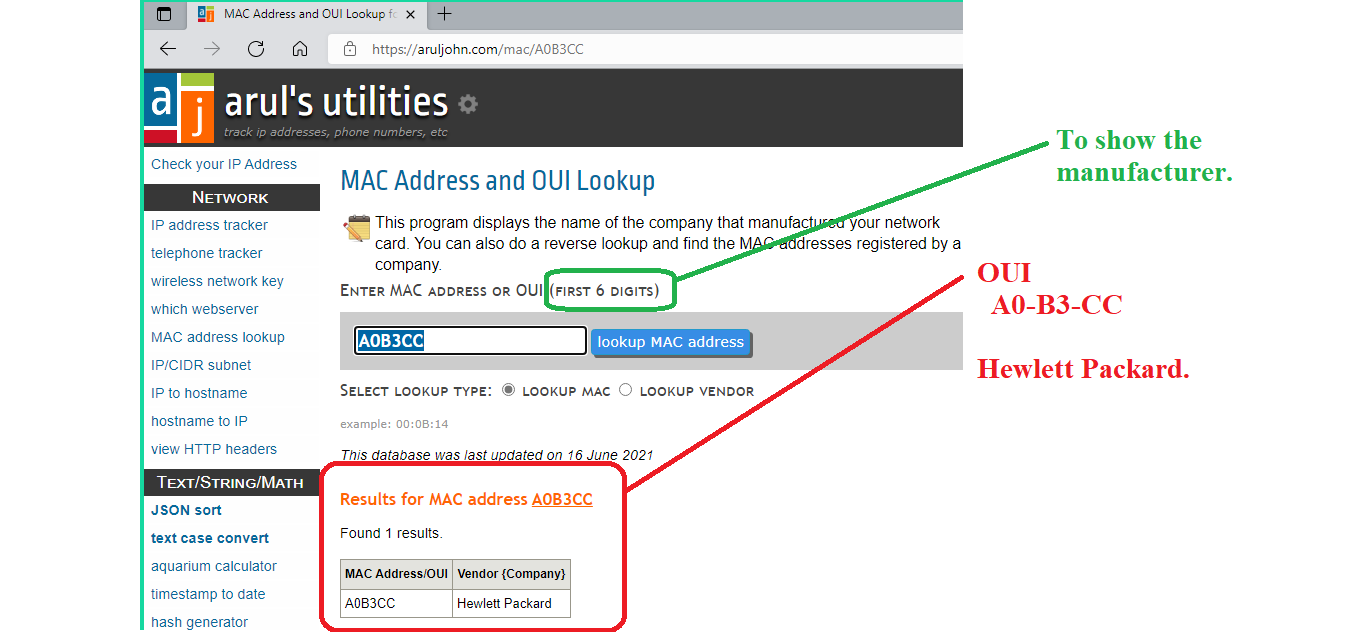 MAC Address and OUI Lookup fo
https://aruljohn.com/mac/A0B3CC
aj
arul's utilities
track ip addresses, phone numbers, etc
Check your IP Address
NETWORK
IP address tracker
telephone tracker
wireless network key
which webserver
MAC address lookup
IP/CIDR subnet
IP to hostname
hostname to IP
view HTTP headers
TEXT/STRING/MATH
JSON sort
text case convert
aquarium calculator
timestamp to date
hash generator
MAC Address and OUI Lookup
This program displays the name of the company that manufactured your network
card. You can also do a reverse lookup and find the MAC addresses registered by a
company.
ENTER MAC ADDRESS OR OUI (FIRST 6 DIGITS)
A0B3CC
lookup MAC address
SELECT LOOKUP TYPE: LOOKUP MAC LOOKUP VENDOR
example: 00:0B:14
This database was last updated on 16 June 2021
Results for MAC address A0B3CC
Found 1 results.
MAC Address/OUI Vendor {Company}
A0B3CC Hewlett Packard
To show the
manufacturer.
OUI
A0-B3-CC
Hewlett Packard.